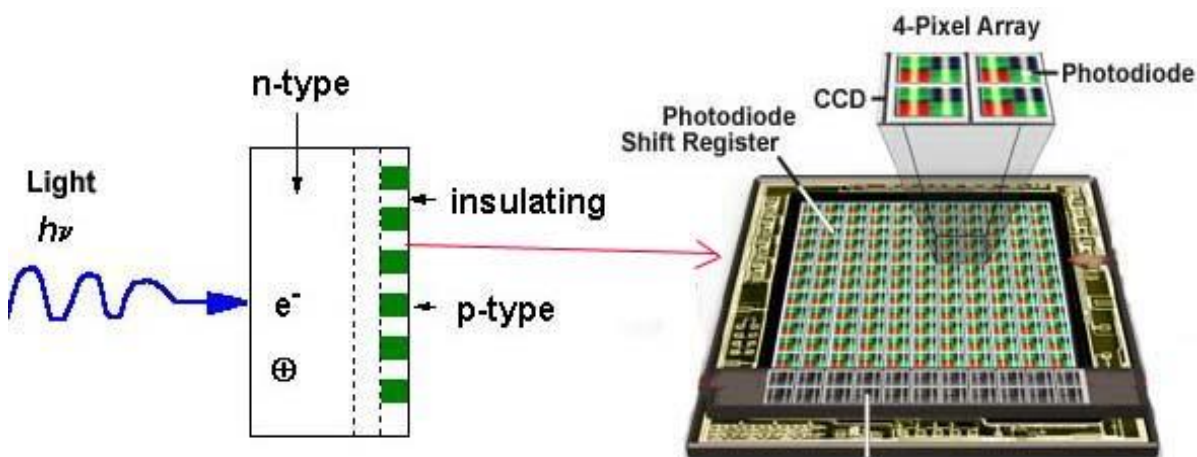 n-type
Light
hν
e-
⊕
insulating
p-type
4-Pixel Array
Photodiode
CCD
Photodiode
Shift Register